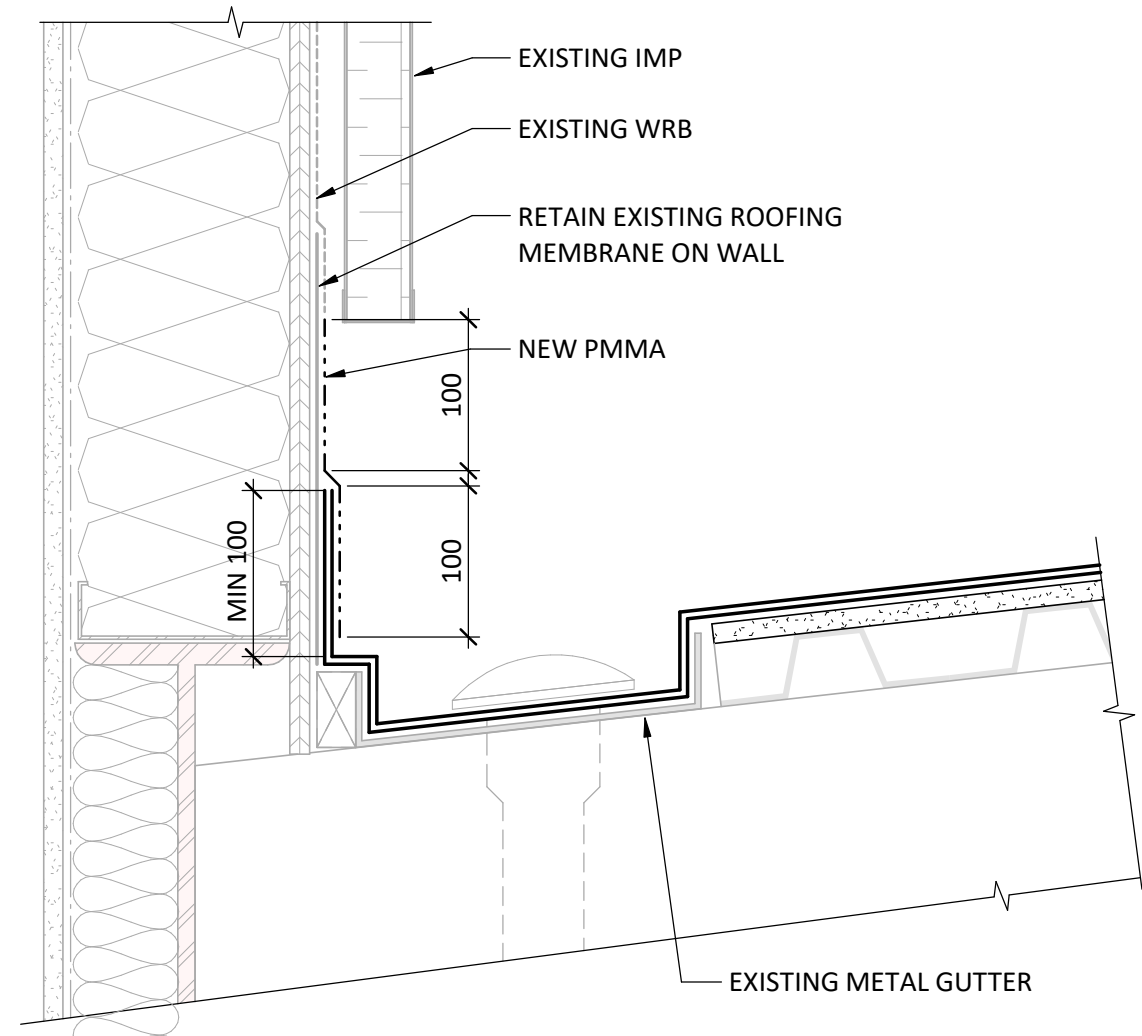 EXISTING IMP
EXISTING WRB
RETAIN EXISTING ROOFING
MEMBRANE ON WALL
NEW PMMA
100
MIN 100
100
EXISTING METAL GUTTER